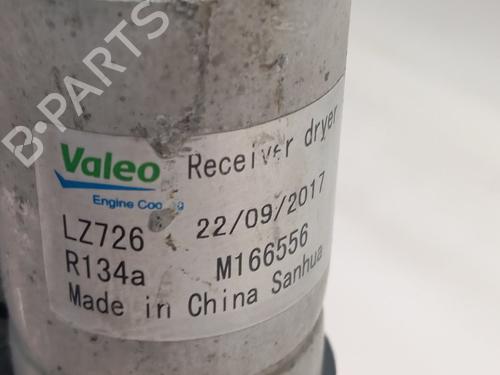 B-PARTS
Valeo Receiver dryer
Engine Cooling
LZ726 22/09/2017
R134a M166556
Made in China Sanhua